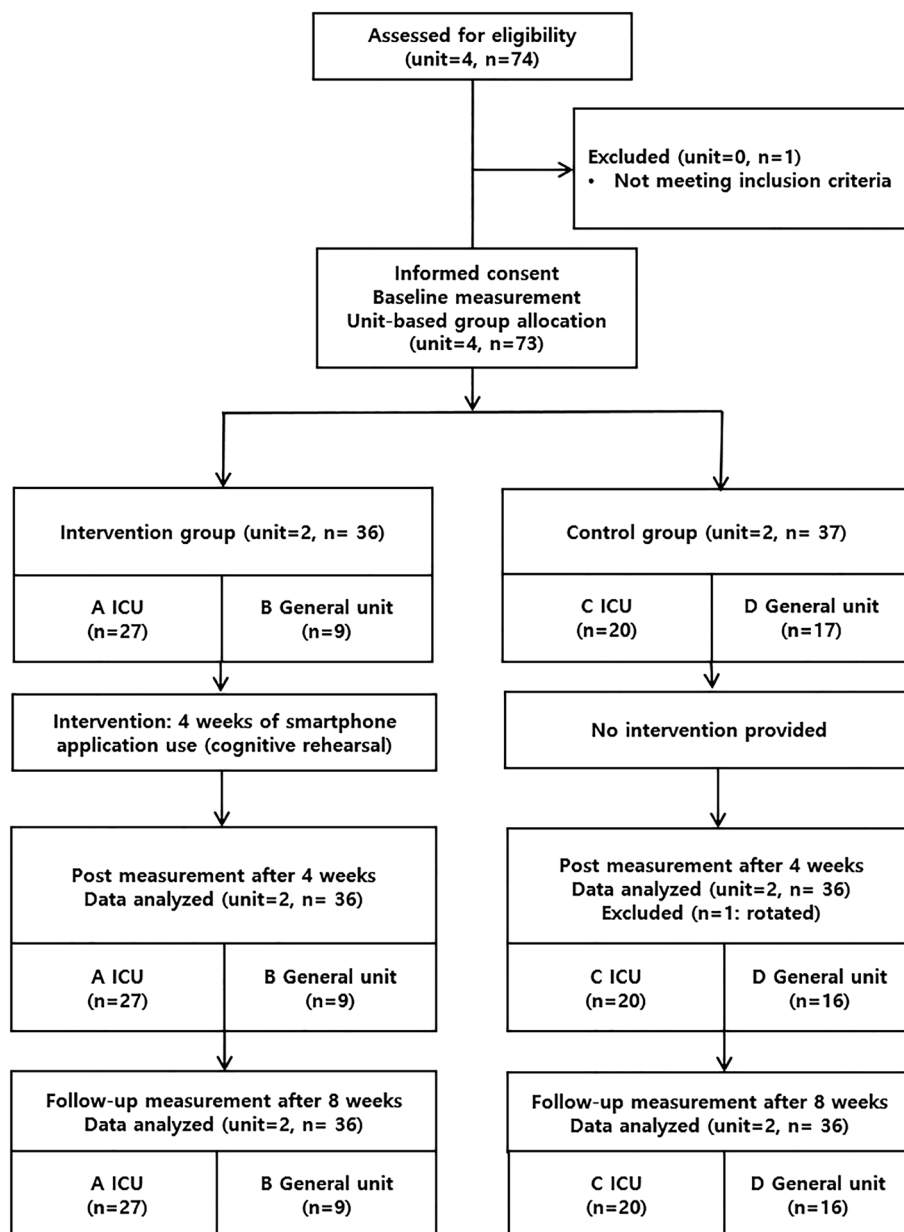 Assessed for eligibility
(unit=4, n=74)
Excluded (unit=0, n=1)
• Not meeting inclusion criteria
Informed consent
Baseline measurement
Unit-based group allocation
(unit=4, n=73)
Intervention group (unit=2, n= 36)
A ICU
(n=27)
B General unit
(n=9)
Control group (unit=2, n= 37)
C ICU
(n=20)
D General unit
(n=17)
Intervention: 4 weeks of smartphone
application use (cognitive rehearsal)
No intervention provided
Post measurement after 4 weeks
Data analyzed (unit=2, n= 36)
A ICU
(n=27)
B General unit
(n=9)
Post measurement after 4 weeks
Data analyzed (unit=2, n= 36)
Excluded (n=1: rotated)
C ICU
(n=20)
D General unit
(n=16)
Follow-up measurement after 8 weeks
Data analyzed (unit=2, n= 36)
A ICU
(n=27)
B General unit
(n=9)
Follow-up measurement after 8 weeks
Data analyzed (unit=2, n= 36)
C ICU
(n=20)
D General unit
(n=16)